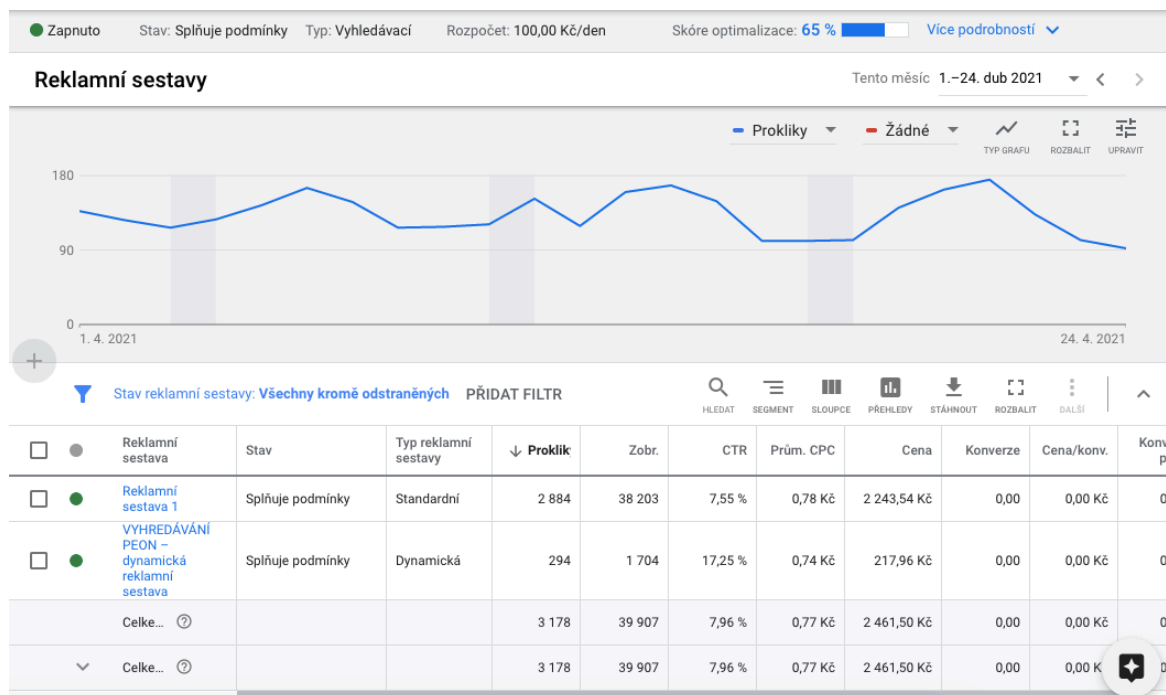 Zapnuto Stav: Splňuje podmínky Typ: Vyhledávací Rozpočet: 100,00 Kč/den Skóre optimalizace: 65 % Více podrobností
Reklamní sestavy Tento měsíc 1.–24. dub 2021
Prokliky Žádné
TYP GRAFU ROZBALIT UPRAVIT
180
90
0
1. 4. 2021 24. 4. 2021
Stav reklamní sestavy: Všechny kromě odstraněných PŘIDAT FILTR
HLEDAT SEGMENT SLOUPCE PŘEHLEDY STÁHNOUT ROZBALIT DALŠÍ
Reklamní sestava Stav Typ reklamní sestavy Proklik Zobr. CTR Prům. CPC Cena Konverze Cena/konv. Konv p
Reklamní sestava 1 Splňuje podmínky Standardní 2 884 38 203 7,55 % 0,78 Kč 2 243,54 Kč 0,00 0,00 Kč 0
VYHREDÁVÁNÍ PEON – dynamická reklamní sestava Splňuje podmínky Dynamická 294 1 704 17,25 % 0,74 Kč 217,96 Kč 0,00 0,00 Kč 0
Celke... 3 178 39 907 7,96 % 0,77 Kč 2 461,50 Kč 0,00 0,00 Kč 0
Celke... 3 178 39 907 7,96 % 0,77 Kč 2 461,50 Kč 0,00 0,00 K 0